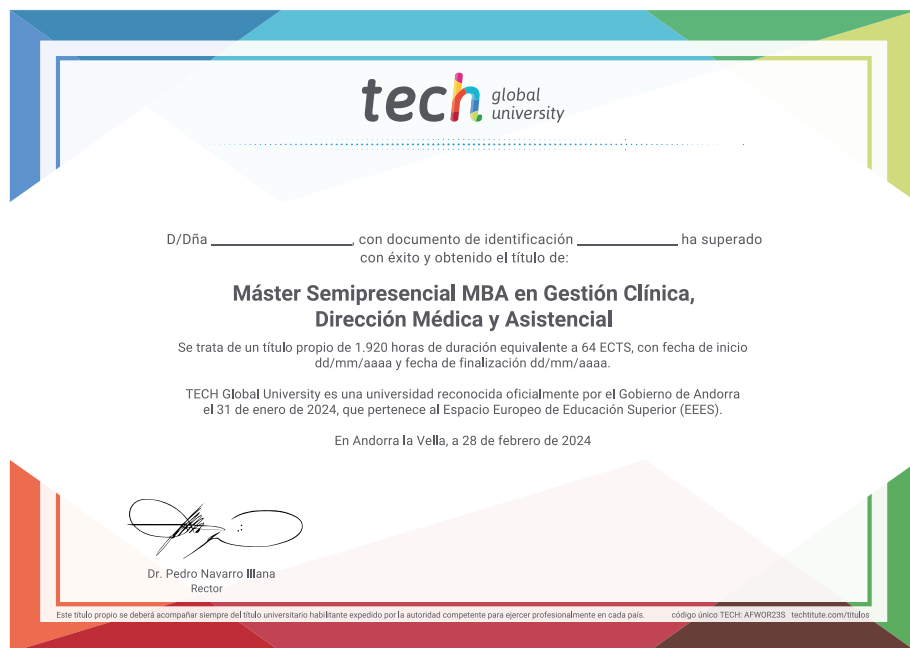 tech global university
D/Dña ______________, con documento de identificación __________ ha superado
con éxito y obtenido el título de:
Máster Semipresencial MBA en Gestión Clínica,
Dirección Médica y Asistencial
Se trata de un título propio de 1.920 horas de duración equivalente a 64 ECTS, con fecha de inicio
dd/mm/aaaa y fecha de finalización dd/mm/aaaa.
TECH Global University es una universidad reconocida oficialmente por el Gobierno de Andorra
el 31 de enero de 2024, que pertenece al Espacio Europeo de Educación Superior (EEES).
En Andorra la Vella, a 28 de febrero de 2024
Dr. Pedro Navarro Illana
Rector
Este título propio se deberá acompañar siempre del título universitario habilitante expedido por la autoridad competente para ejercer profesionalmente en cada país. código único TECH: AFWOR23S techtitute.com/titulos